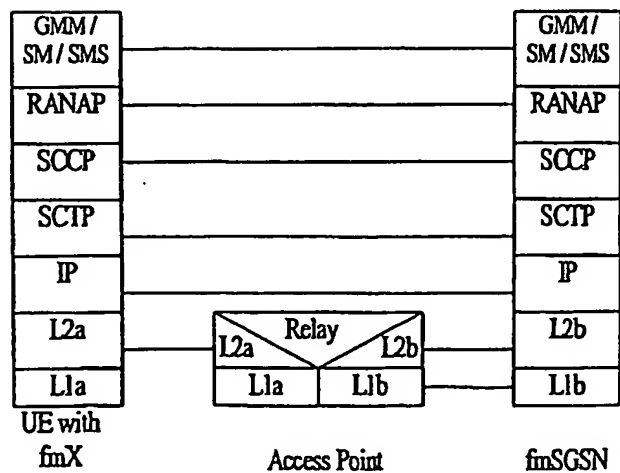 GMM / GMM /
SM / SMS SM / SMS
RANAP RANAP
SCCP SCCP
SCTP SCTP
IP IP
L2a L2a Relay L2b L2b
L1a L1a L1b L1b
UE with
fmX Access Point fmSGSN